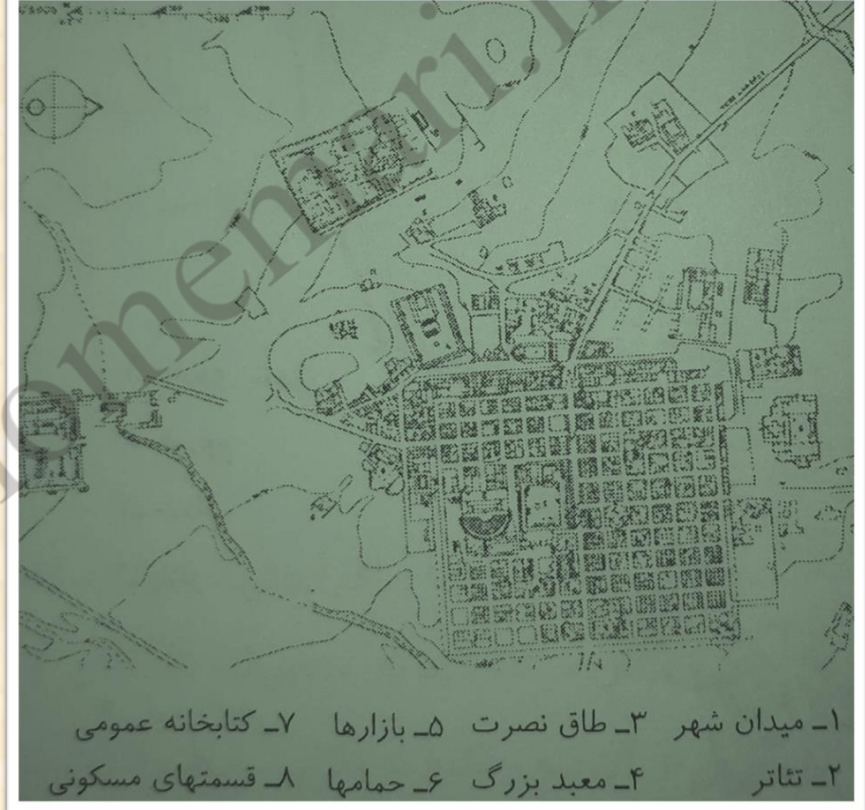 homemari.i
۱ـ میدان شهر ۳ـ طاق نصرت ۵ـ بازارها ۷ـ کتابخانه عمومی
۲ـ تئاتر ۴ـ معبد بزرگ ۶ـ حمامها ۸ـ قسمتهای مسکونی